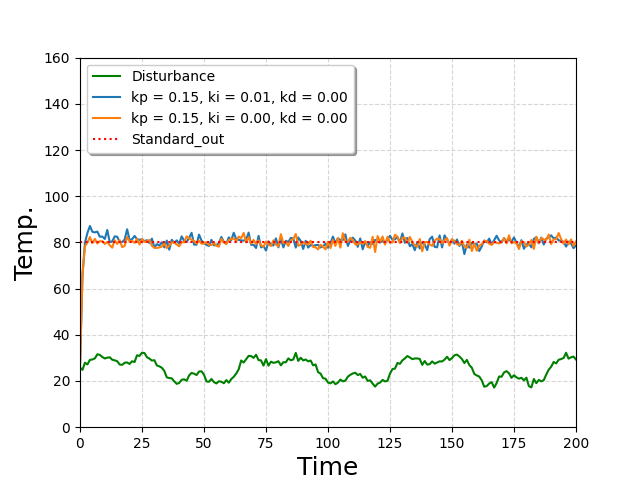 160
140
120
100
80
60
40
20
0
Temp.
Disturbance
kp = 0.15, ki = 0.01, kd = 0.00
kp = 0.15, ki = 0.00, kd = 0.00
Standard_out
0 25 50 75 100 125 150 175 200
Time